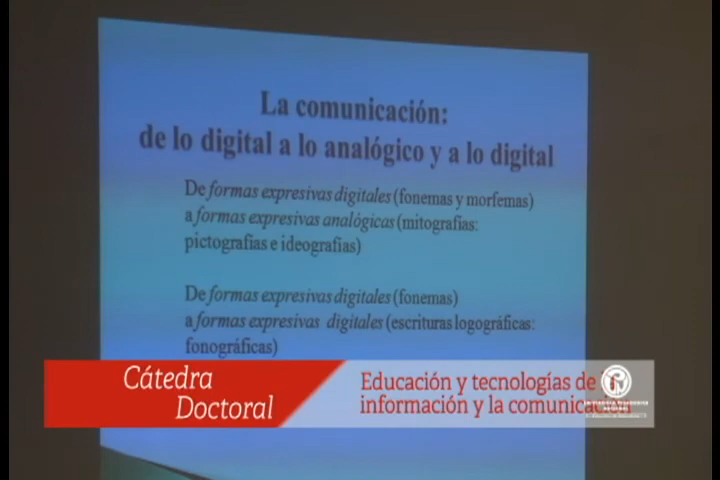 La comunicación:
de lo digital a lo analógico y a lo digital
De formas expresivas digitales (fonemas y morfemas)
a formas expresivas analógicas (mitografías:
pictografías e ideografías)
De formas expresivas digitales (fonemas)
a formas expresivas digitales (escrituras logográficas:
fonográficas)
Cátedra
Doctoral
Educación y tecnologías de
información y la comunicación